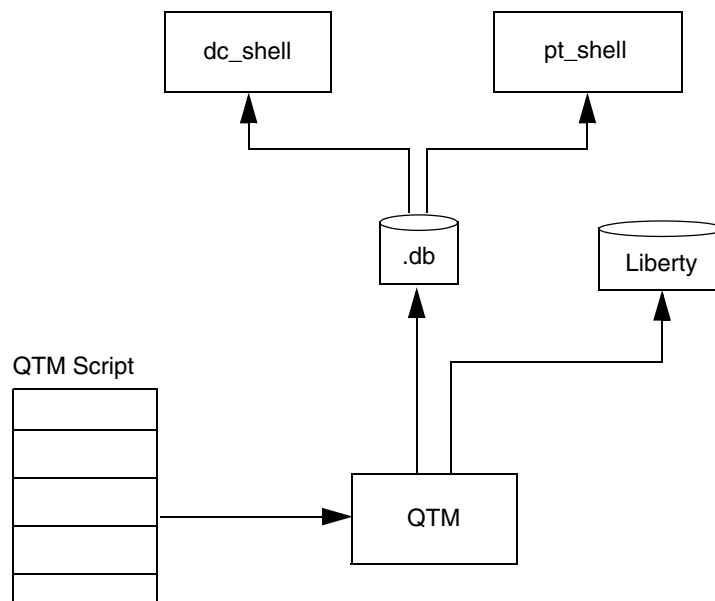 dc_shell
pt_shell
.db
Liberty
QTM Script
QTM